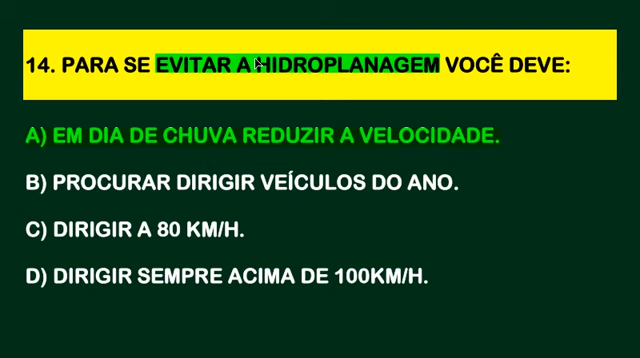 14. PARA SE EVITAR A HIDROPLANAGEM VOCÊ DEVE:
A) EM DIA DE CHUVA REDUZIR A VELOCIDADE.
B) PROCURAR DIRIGIR VEÍCULOS DO ANO.
C) DIRIGIR A 80 KM/H.
D) DIRIGIR SEMPRE ACIMA DE 100KM/H.